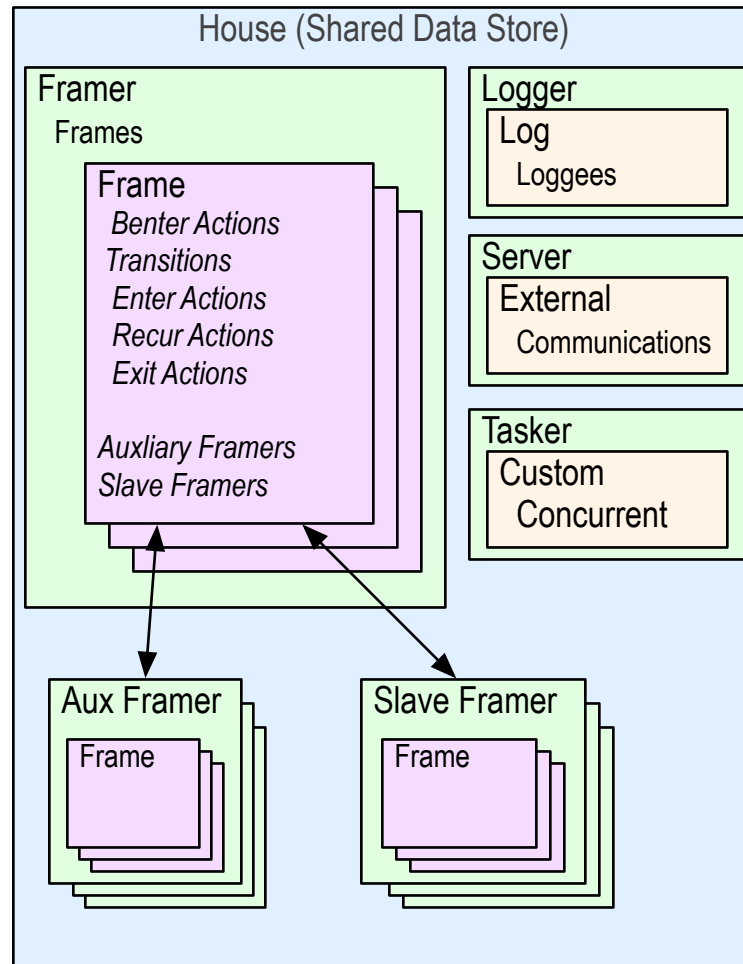 House (Shared Data Store)
Framer
Frames
Frame
Benter Actions
Transitions
Enter Actions
Recur Actions
Exit Actions
Auxliary Framers
Slave Framers
Logger
Log
Loggees
Server
External
Communications
Tasker
Custom
Concurrent
Aux Framer
Frame
Slave Framer
Frame